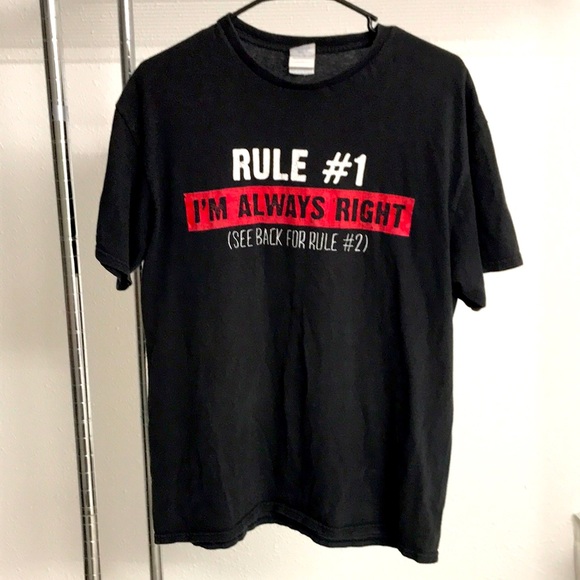 RULE #1
I'M ALWAYS RIGHT
(SEE BACK FOR RULE #2)